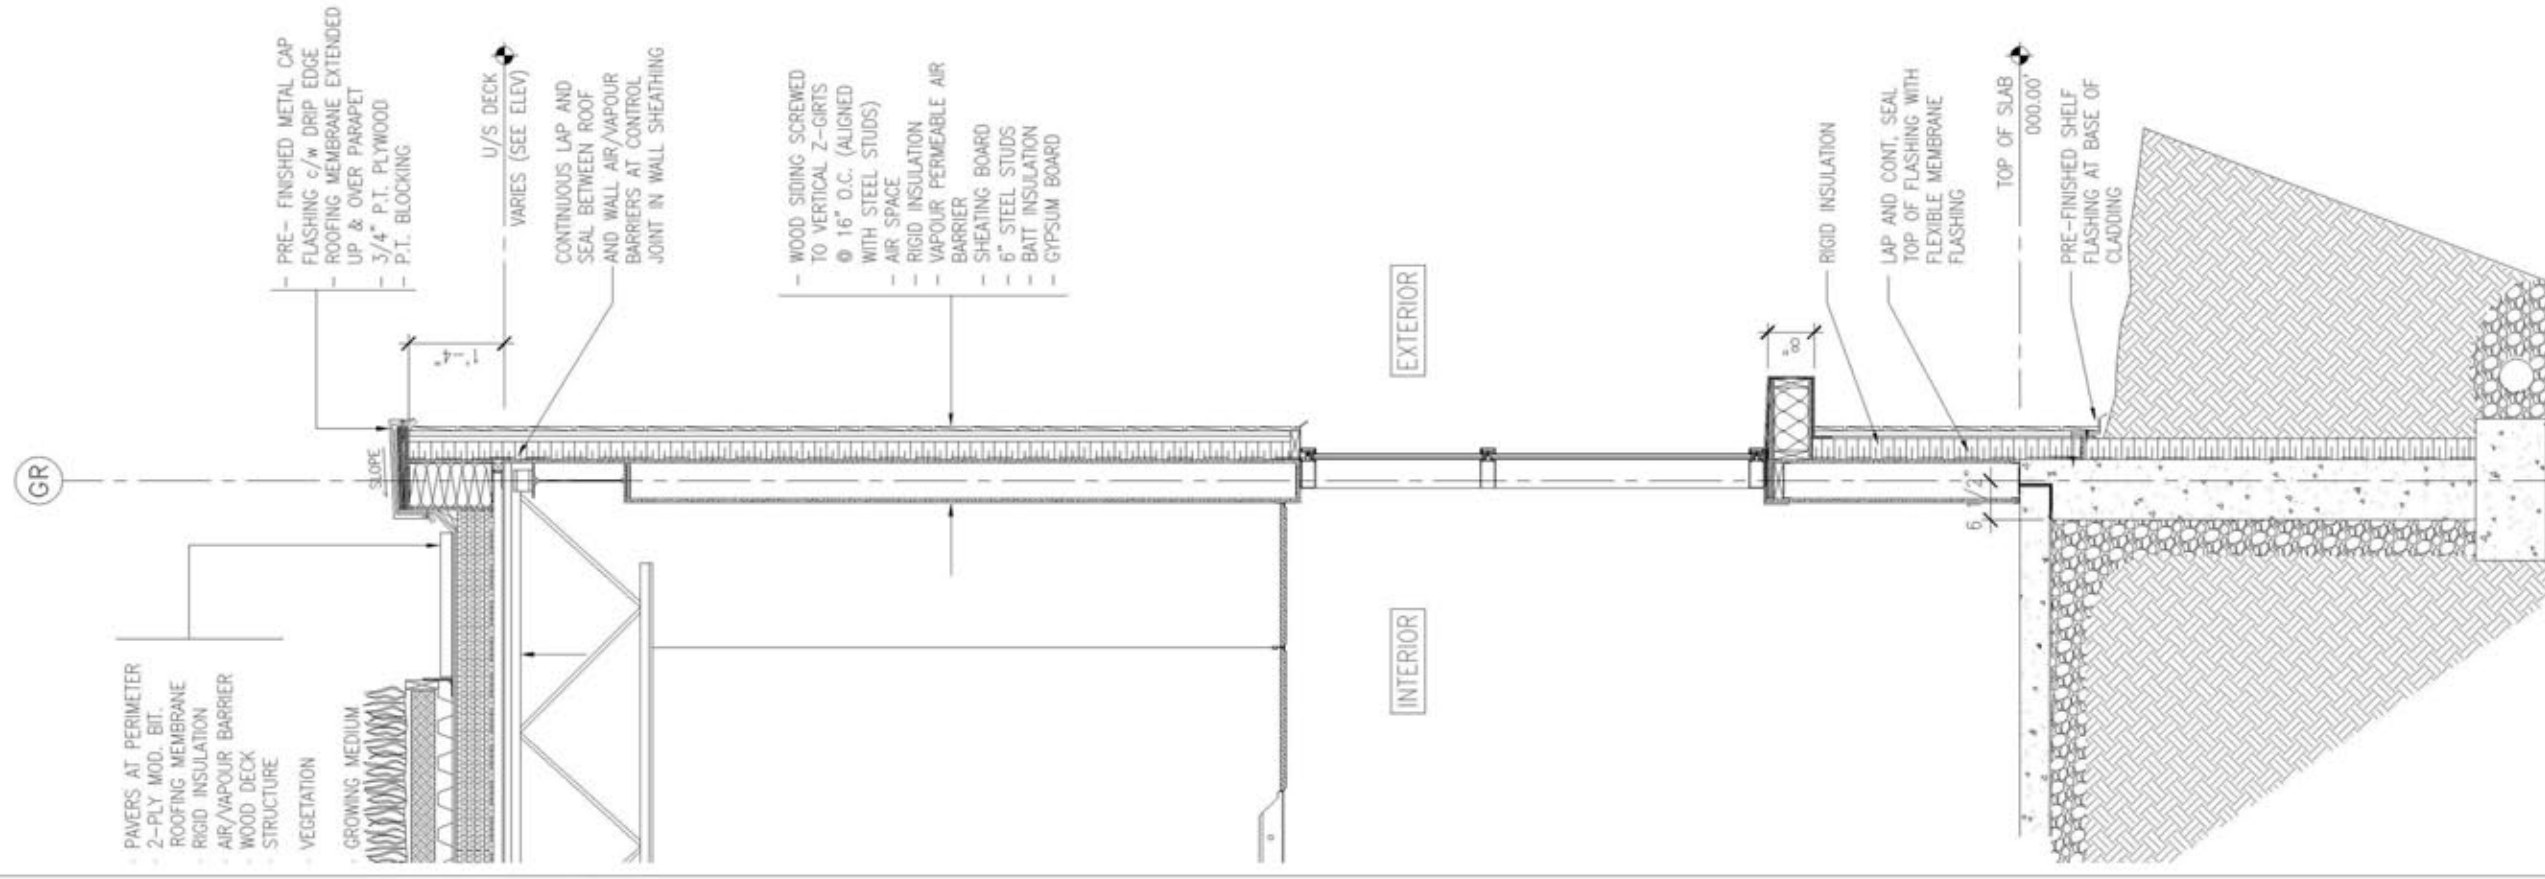 GR
PRE- FINISHED METAL CAP
FLASHING c/w DRIP EDGE
- ROOFING MEMBRANE EXTENDED
UP & OVER PARAPET
- 3/4" P.T. PLYWOOD
- P.T. BLOCKING
U/S DECK
VARIES (SEE ELEV)
CONTINUOUS LAP AND
SEAL BETWEEN ROOF
AND WALL AIR/VAPOUR
BARRIERS AT CONTROL
JOINT IN WALL SHEATHING
- WOOD SIDING SCREWED
TO VERTICAL Z-GIRTS
@ 16" O.C. (ALIGNED
WITH STEEL STUDS)
- AIR SPACE
- RIGID INSULATION
- VAPOUR PERMEABLE AIR
BARRIER
- SHEATING BOARD
- 6" STEEL STUDS
- BATT INSULATION
- GYPSUM BOARD
RIGID INSULATION
LAP AND CONT. SEAL
TOP OF FLASHING WITH
FLEXIBLE MEMBRANE
FLASHING
TOP OF SLAB
000.00'
PRE-FINISHED SHELF
FLASHING AT BASE OF
CLADDING
1'-4"
SLOPE
EXTERIOR
8"
6 1/2"
INTERIOR
- PAVERS AT PERIMETER
- 2-PLY MOD. BIT.
ROOFING MEMBRANE
- RIGID INSULATION
- AIR/VAPOUR BARRIER
- WOOD DECK
- STRUCTURE
- VEGETATION
- GROWING MEDIUM